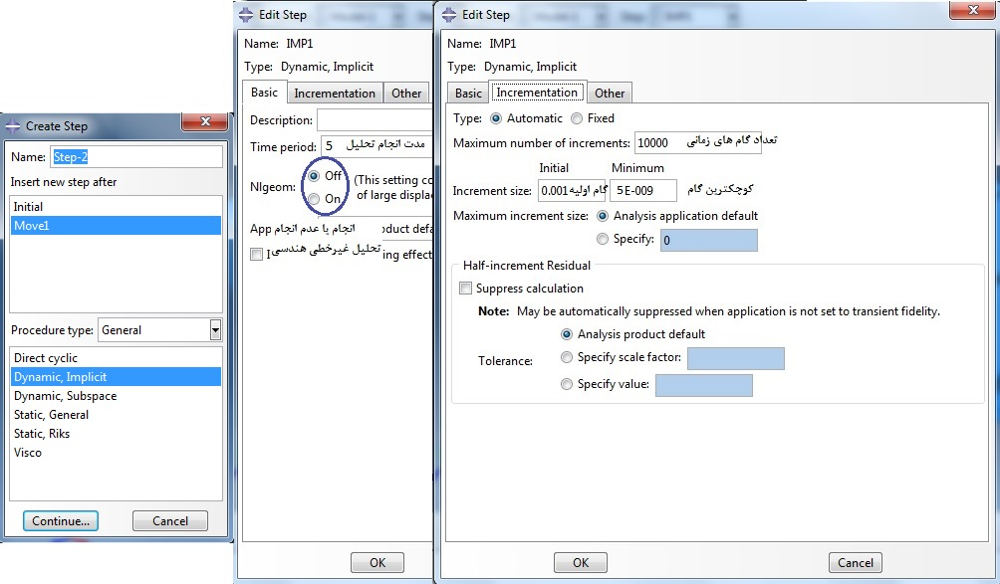 Create Step
Name: Step-2
Insert new step after
Initial
Move1
Procedure type: General
Direct cyclic
Dynamic, Implicit
Dynamic, Subspace
Static, General
Static, Riks
Visco
Continue... Cancel
Edit Step
Name: IMP1
Type: Dynamic, Implicit
Basic Incrementation Other
Description:
Time period: 5 مدت انجام تحلیل
Nlgeom: Off (This setting co
On of large displac
App انجام یا عدم انجام oduct defa
I تحلیل غیرخطی هندسی ing effect
OK
Edit Step
Name: IMP1
Type: Dynamic, Implicit
Basic Incrementation Other
Type: Automatic Fixed
Maximum number of increments: 10000 تعداد گام های زمانی
Initial Minimum
Increment size: 0.001 گام اولیه 5E-009 کوچکترین گام
Maximum increment size: Analysis application default
Specify: 0
Half-increment Residual
Suppress calculation
Note: May be automatically suppressed when application is not set to transient fidelity.
Analysis product default
Tolerance: Specify scale factor:
Specify value:
OK Cancel